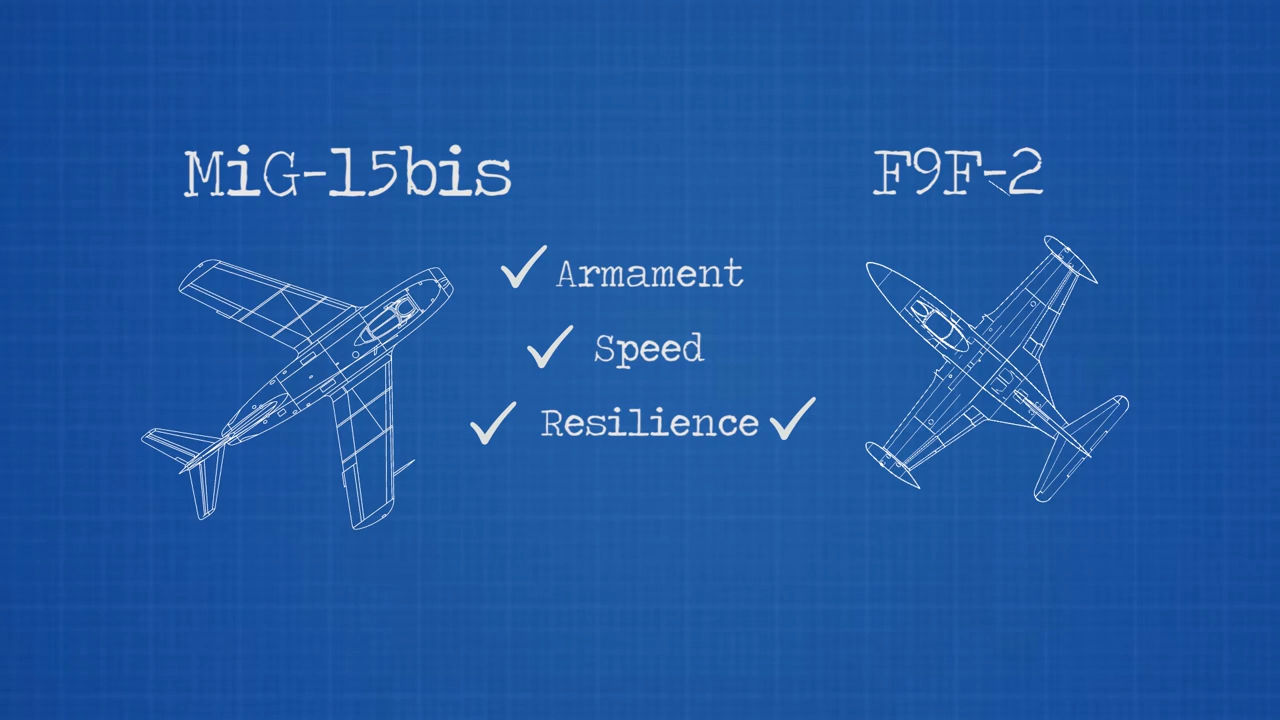 MiG-15bis
F9F-2
✓ Armament
✓ Speed
✓ Resilience ✓